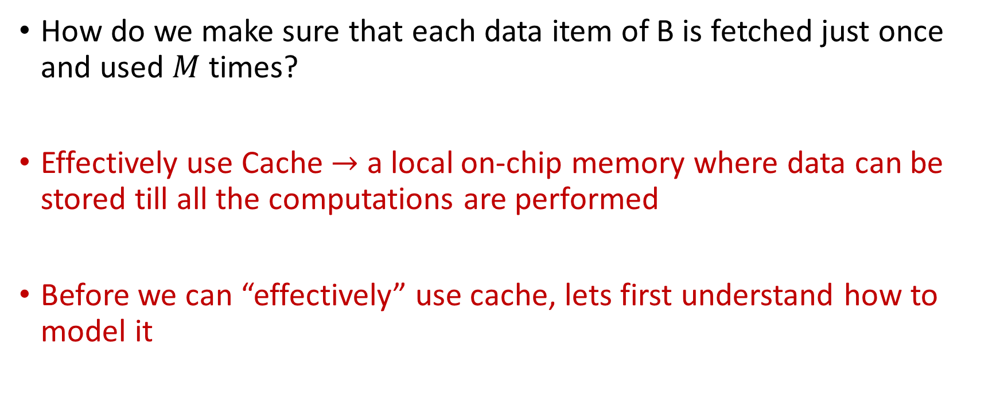 • How do we make sure that each data item of B is fetched just once
and used M times?
• Effectively use Cache → a local on-chip memory where data can be
stored till all the computations are performed
• Before we can “effectively” use cache, lets first understand how to
model it